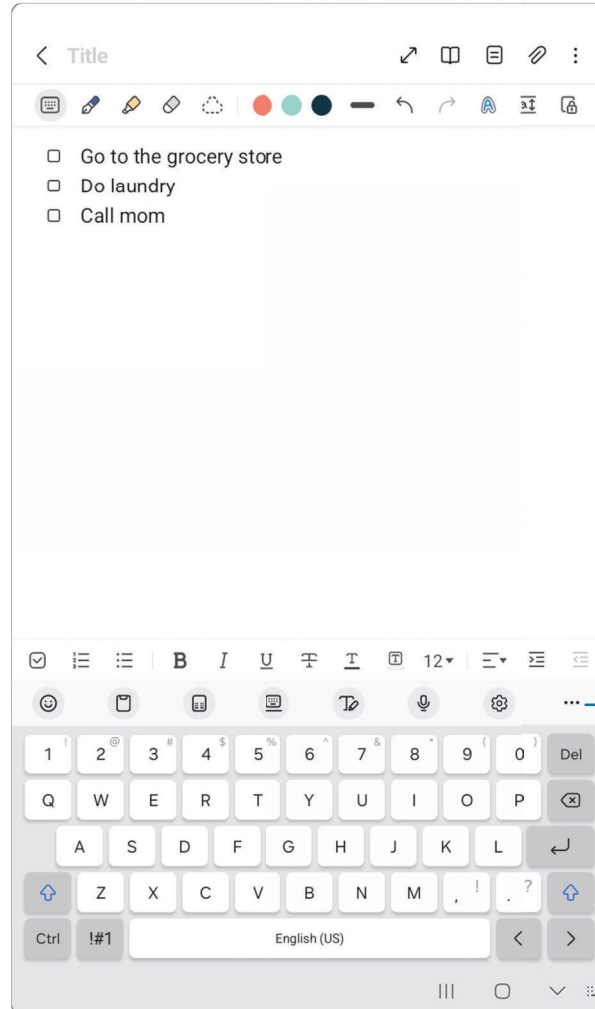 Title
Go to the grocery store
Do laundry
Call mom
B I U T T T 12
1 ! 2 @ 3 # 4 $ 5 % 6 ^ 7 & 8 * 9 ( 0 ) Del
Q W E R T Y U I O P
A S D F G H J K L
Z X C V B N M , ! . ?
Ctrl !#1 English (US) < >